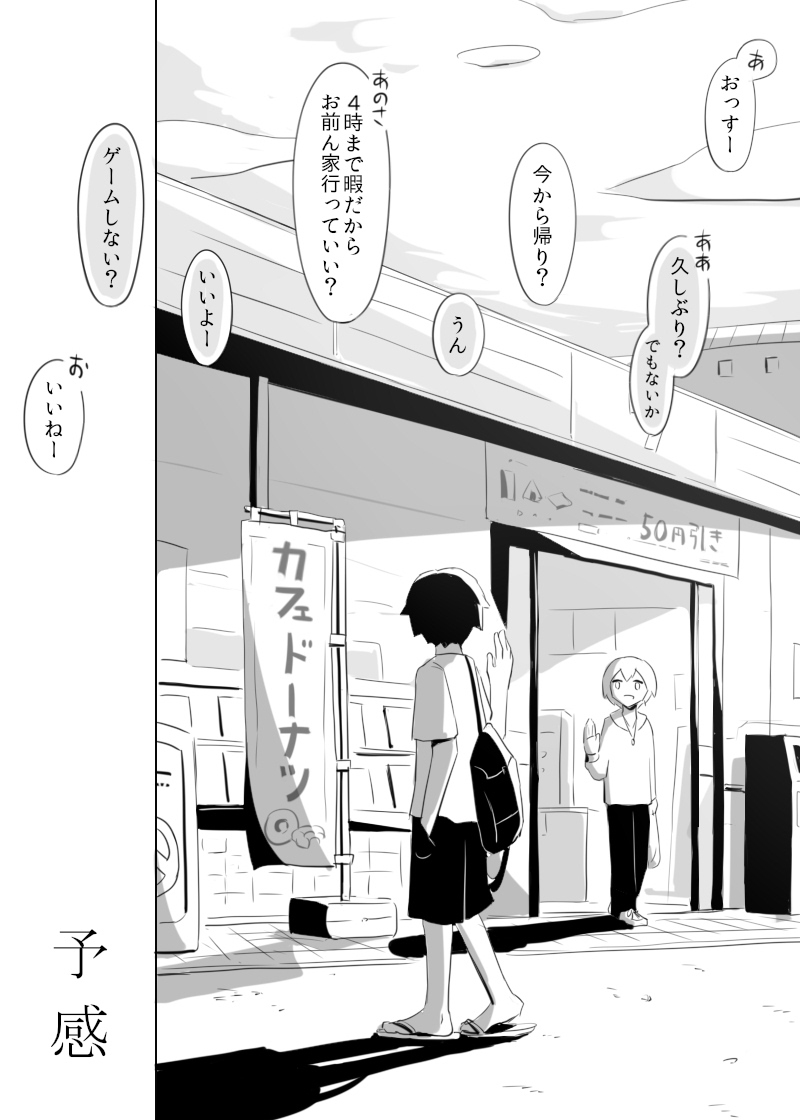 あ
おっすー
ああ
久しぶり?
でもないか
今から帰り?
うん
あのさ
4時まで暇だから
お前ん家行っていい?
いいよー
ゲームしない?
お
いいねー
50円引き
カフェドーナツ
予感